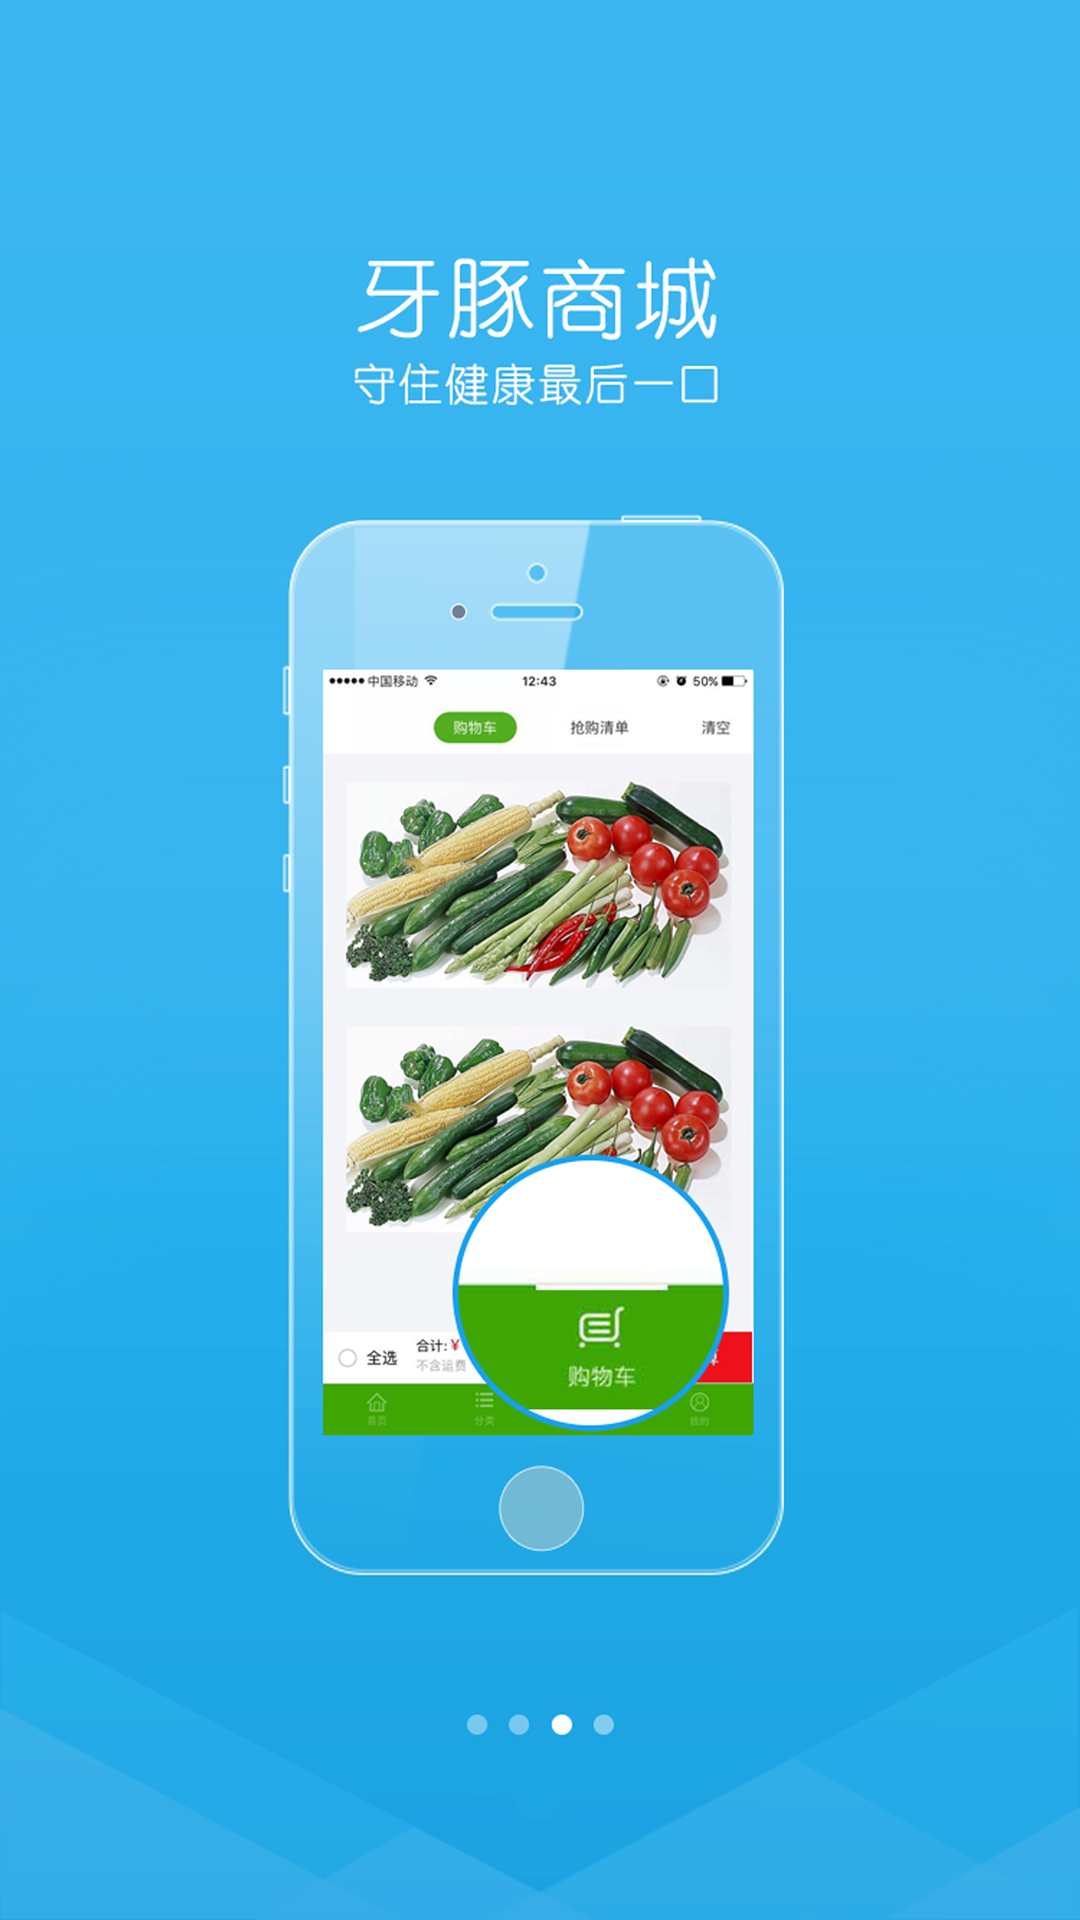 牙豚商城
守住健康最后一口
中国移动 12:43 50%
购物车 抢购清单 清空
全选 合计:¥
不含运费
购物车
首页 分类 我的